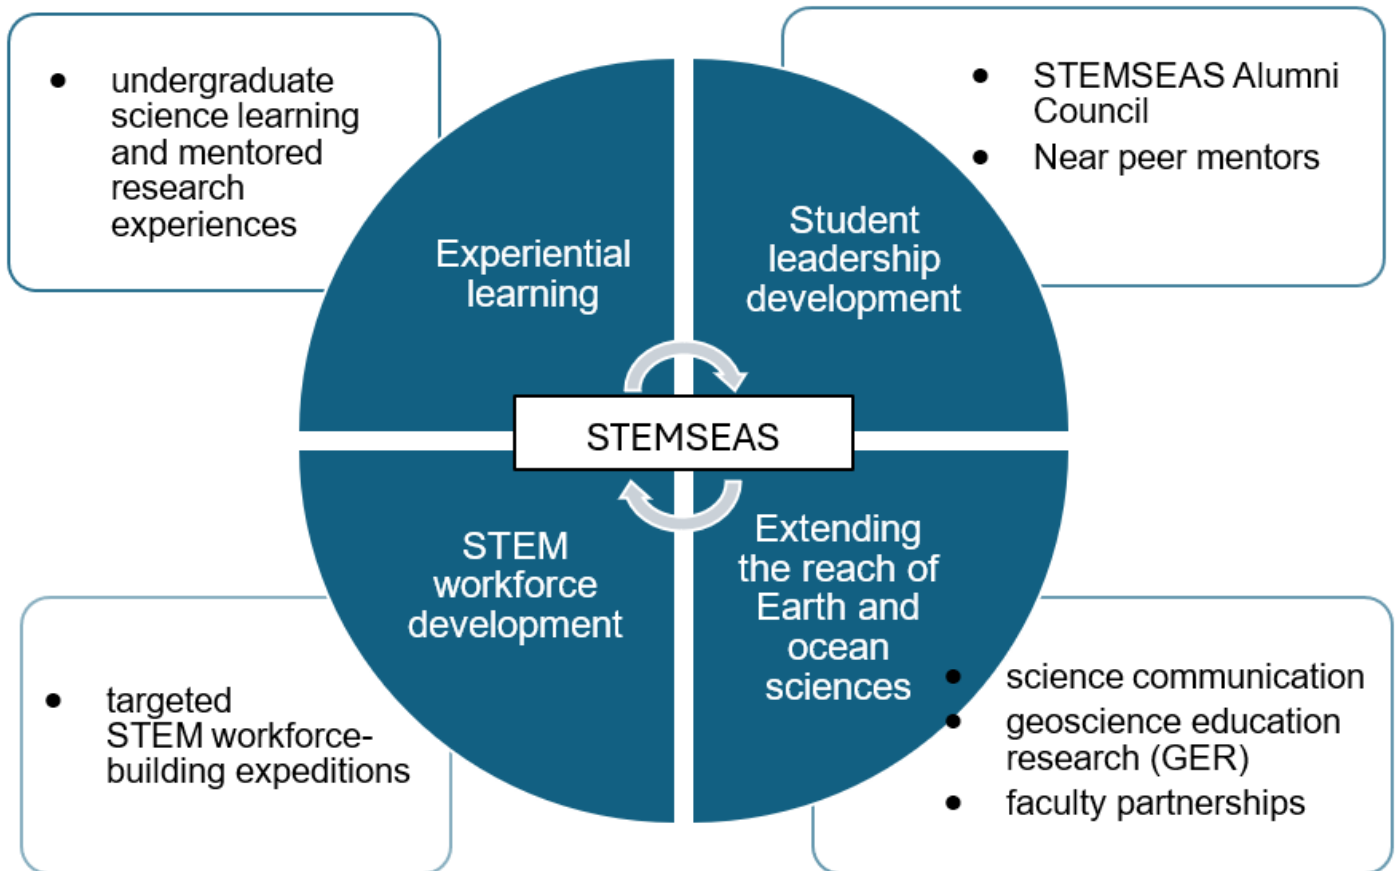 • undergraduate
science learning
and mentored
research
experiences
• STEMSEAS Alumni
Council
• Near peer mentors
Experiential
learning
Student
leadership
development
STEMSEAS
STEM
workforce
development
Extending
the reach of
Earth and
ocean
sciences
• targeted
STEM workforce-
building expeditions
• science communication
• geoscience education
research (GER)
• faculty partnerships